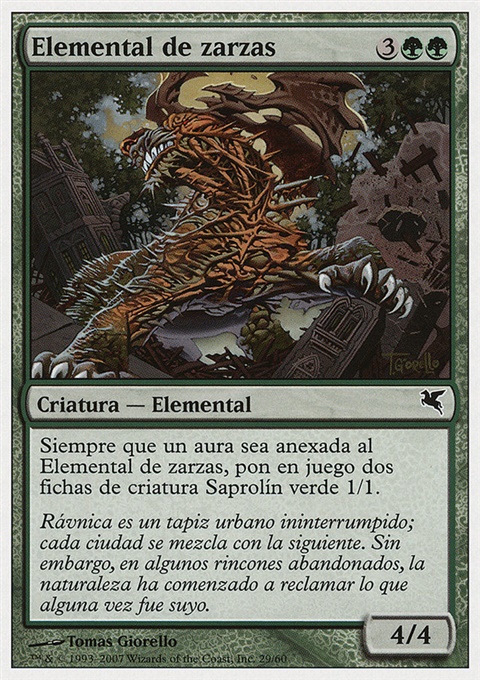 Elemental de zarzas 3
T. Giorello
Criatura — Elemental
Siempre que un aura sea anexada al
Elemental de zarzas, pon en juego dos
fichas de criatura Saprolín verde 1/1.
Rávnica es un tapiz urbano ininterrumpido;
cada ciudad se mezcla con la siguiente. Sin
embargo, en algunos rincones abandonados, la
naturaleza ha comenzado a reclamar lo que
alguna vez fue suyo.
4/4
Tomas Giorello
™ & © 1993-2007 Wizards of the Coast, Inc. 29/60